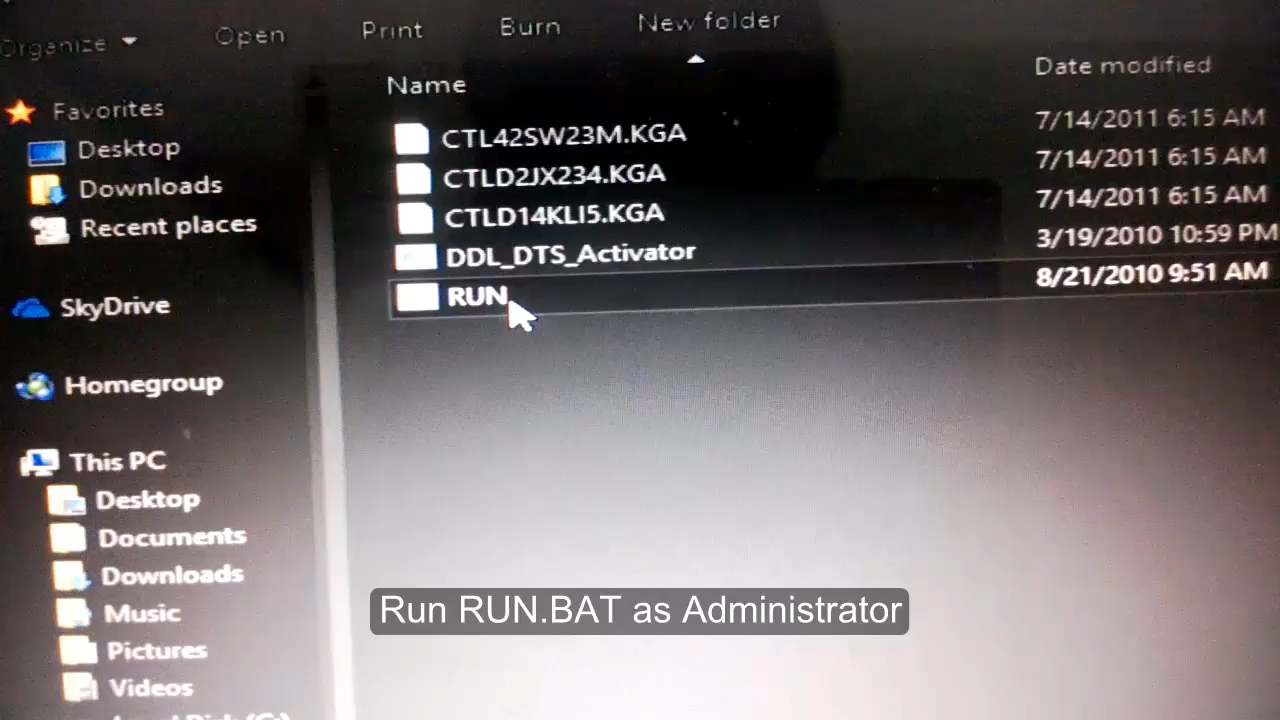 Organize Open Print Burn New folder
Name Date modified
Favorites
Desktop
Downloads
Recent places
SkyDrive
Homegroup
This PC
Desktop
Documents
Downloads
Music
Pictures
Videos
CTL42SW23M.KGA 7/14/2011 6:15 AM
CTLD2JX234.KGA 7/14/2011 6:15 AM
CTLD14KLI5.KGA 7/14/2011 6:15 AM
DDL_DTS_Activator 3/19/2010 10:59 PM
RUN 8/21/2010 9:51 AM
Run RUN.BAT as Administrator